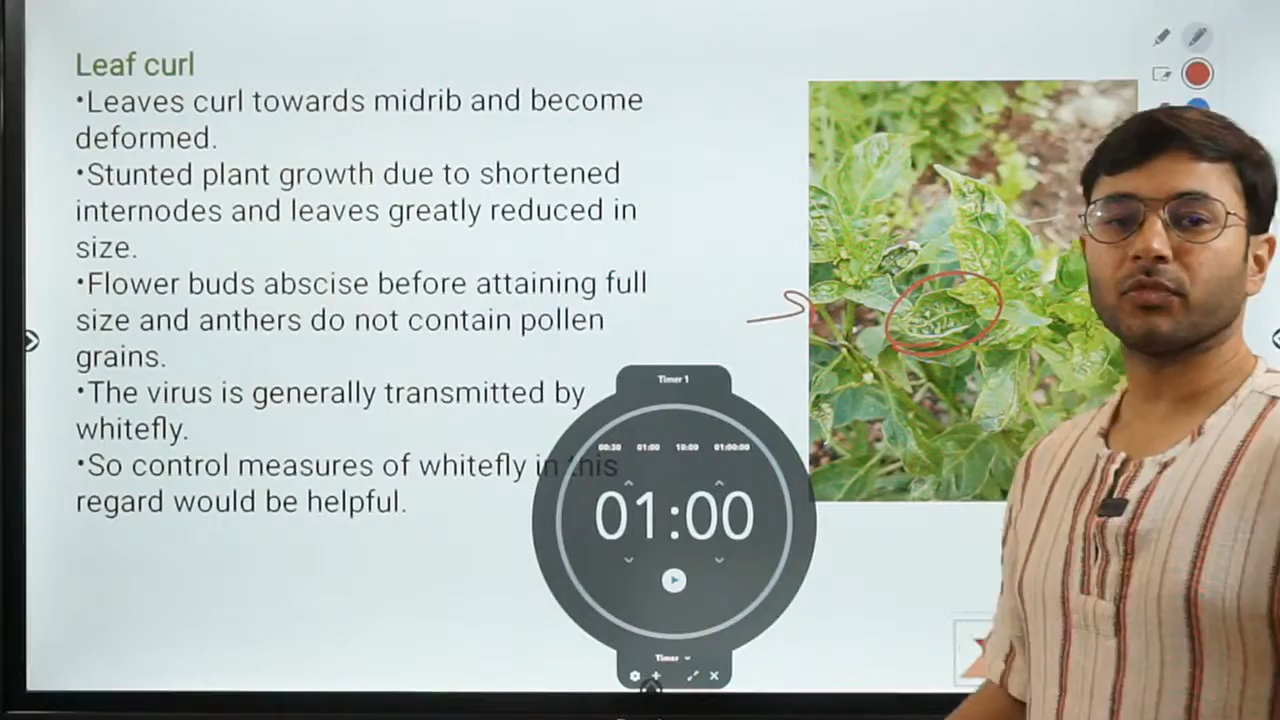 Leaf curl
•Leaves curl towards midrib and become
deformed.
•Stunted plant growth due to shortened
internodes and leaves greatly reduced in
size.
•Flower buds abscise before attaining full
size and anthers do not contain pollen
grains.
•The virus is generally transmitted by
whitefly.
•So control measures of whitefly in this
regard would be helpful.
Timer 1
00:30 01:00 10:00 01:00:00
01:00
Timer